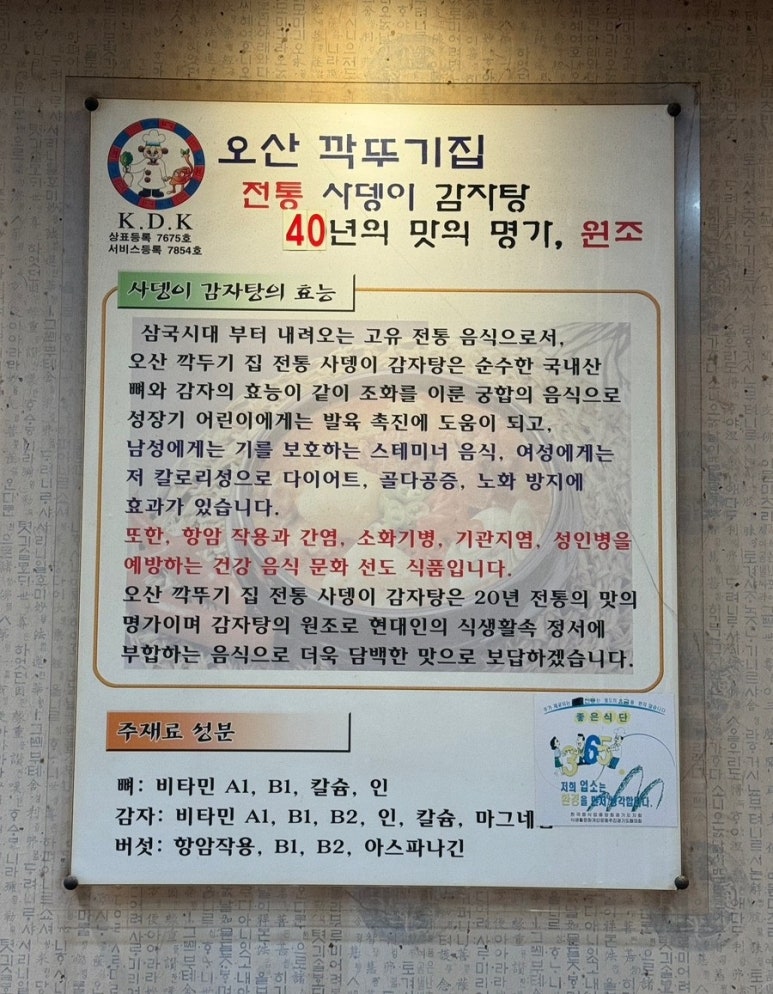 오산 깍뚜기집
전통 사뎅이 감자탕
40년의 맛의 명가, 원조
K.D.K
상표등록 7675호
서비스등록 7854호
사뎅이 감자탕의 효능
삼국시대 부터 내려오는 고유 전통 음식으로서,
오산 깍두기 집 전통 사뎅이 감자탕은 순수한 국내산
뼈와 감자의 효능이 같이 조화를 이룬 궁합의 음식으로
성장기 어린이에게는 발육 촉진에 도움이 되고,
남성에게는 기를 보호하는 스테미너 음식, 여성에게는
저 칼로리성으로 다이어트, 골다공증, 노화 방지에
효과가 있습니다.
또한, 항암 작용과 간염, 소화기병, 기관지염, 성인병을
예방하는 건강 음식 문화 선도 식품입니다.
오산 깍뚜기 집 전통 사뎅이 감자탕은 20년 전통의 맛의
명가이며 감자탕의 원조로 현대인의 식생활속 정서에
부합하는 음식으로 더욱 담백한 맛으로 보답하겠습니다.
주재료 성분
뼈: 비타민 A1, B1, 칼슘, 인
감자: 비타민 A1, B1, B2, 인, 칼슘, 마그네
버섯: 항암작용, B1, B2, 아스파나긴
좋은식단
365
저희 업소는
환경을 먼저 생각합니다.